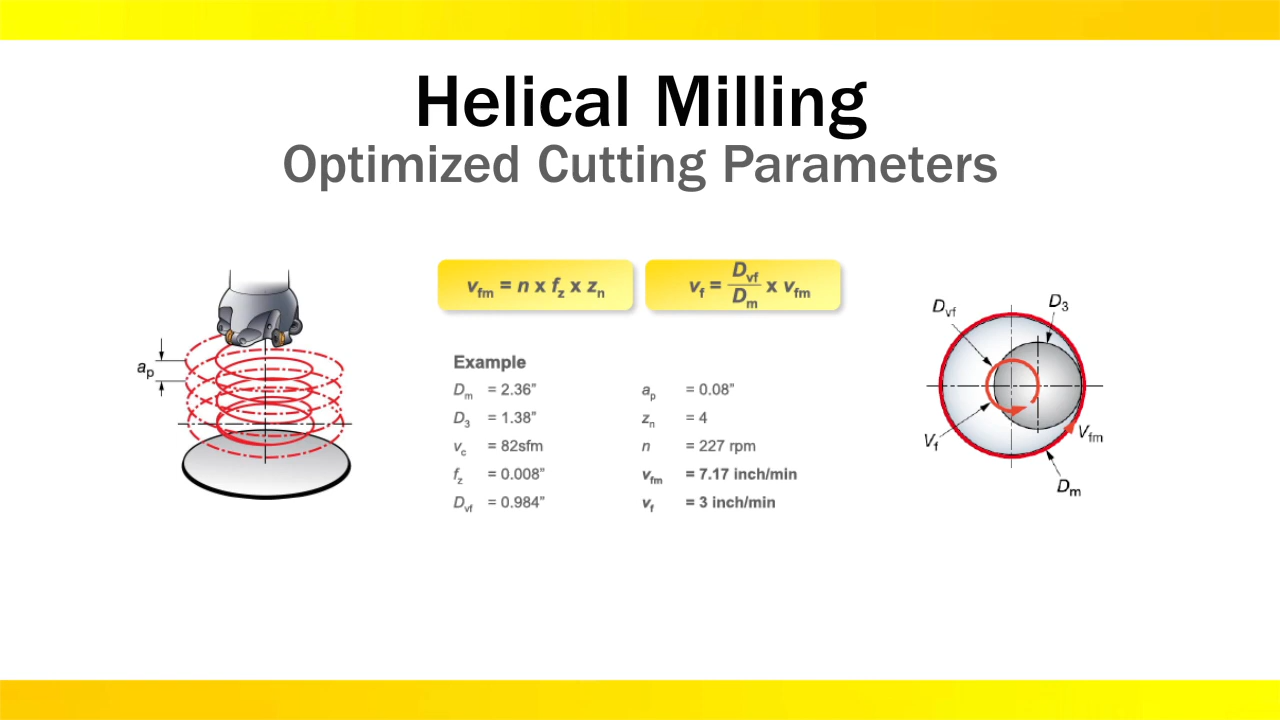 Helical Milling
Optimized Cutting Parameters
vfm = n x fz x zn
vf = Dvf/Dm x vfm
ap
Example
Dm = 2.36”
D3 = 1.38”
vc = 82sfm
fz = 0.008”
Dvf = 0.984”
ap = 0.08”
zn = 4
n = 227 rpm
vfm = 7.17 inch/min
vf = 3 inch/min
Dvf
D3
Vf
Vfm
Dm